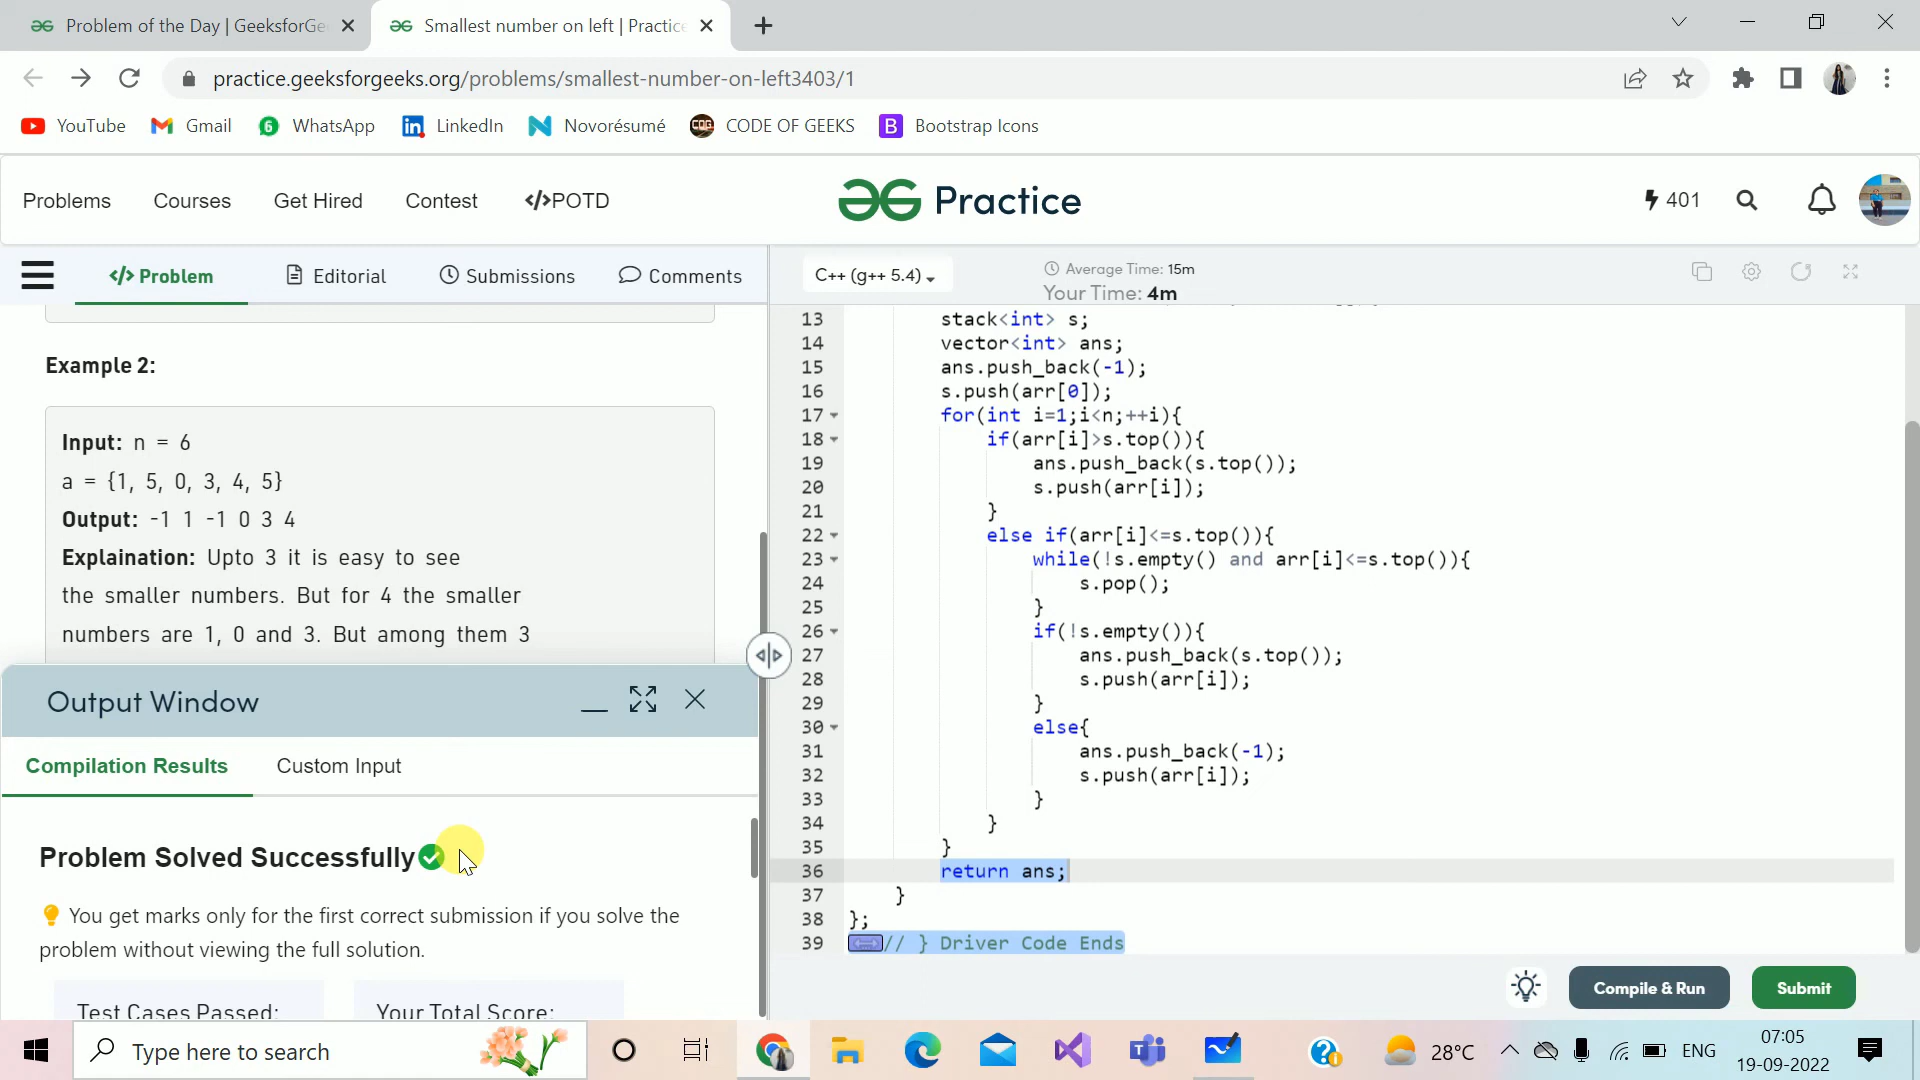 Problem of the Day | GeeksforGe
Smallest number on left | Practice
practice.geeksforgeeks.org/problems/smallest-number-on-left3403/1
YouTube
Gmail
WhatsApp
LinkedIn
Novorésumé
CODE OF GEEKS
Bootstrap Icons
Problems
Courses
Get Hired
Contest
</>POTD
Practice
401
</> Problem
Editorial
Submissions
Comments
C++ (g++ 5.4)
Average Time: 15m
Your Time: 4m
Example 2:
Input: n = 6
a = {1, 5, 0, 3, 4, 5}
Output: -1 1 -1 0 3 4
Explaination: Upto 3 it is easy to see
the smaller numbers. But for 4 the smaller
numbers are 1, 0 and 3. But among them 3
Output Window
Compilation Results
Custom Input
Problem Solved Successfully
You get marks only for the first correct submission if you solve the
problem without viewing the full solution.
Test Cases Passed:
Your Total Score:
13 stack<int> s;
14 vector<int> ans;
15 ans.push_back(-1);
16 s.push(arr[0]);
17 for(int i=1;i<n;++i){
18 if(arr[i]>s.top()){
19 ans.push_back(s.top());
20 s.push(arr[i]);
21 }
22 else if(arr[i]<=s.top()){
23 while(!s.empty() and arr[i]<=s.top()){
24 s.pop();
25 }
26 if(!s.empty()){
27 ans.push_back(s.top());
28 s.push(arr[i]);
29 }
30 else{
31 ans.push_back(-1);
32 s.push(arr[i]);
33 }
34 }
35 }
36 return ans;
37 }
38 };
39 // } Driver Code Ends
Compile & Run
Submit
Type here to search
28°C
ENG
07:05
19-09-2022